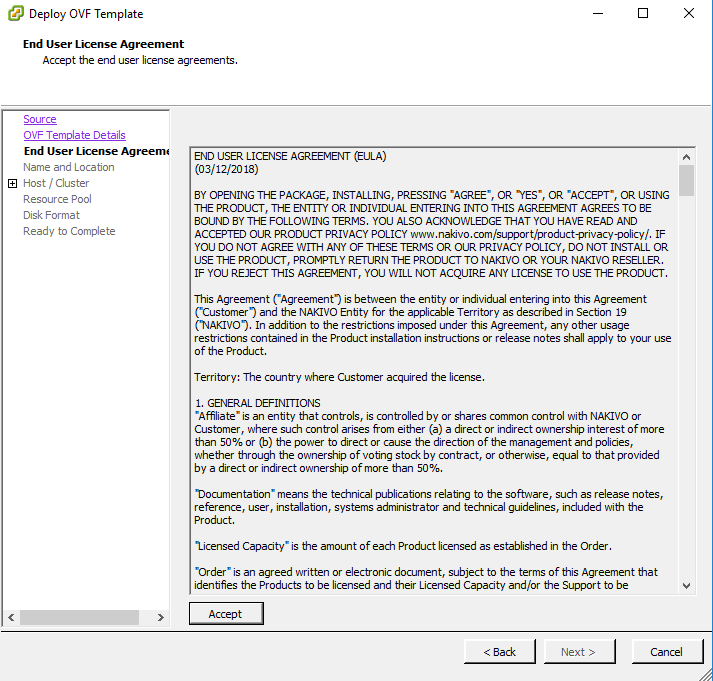 Deploy OVF Template
End User License Agreement
Accept the end user license agreements.
Source
OVF Template Details
End User License Agreeme
Name and Location
Host / Cluster
Resource Pool
Disk Format
Ready to Complete
END USER LICENSE AGREEMENT (EULA)
(03/12/2018)
BY OPENING THE PACKAGE, INSTALLING, PRESSING "AGREE", OR "YES", OR "ACCEPT", OR USING
THE PRODUCT, THE ENTITY OR INDIVIDUAL ENTERING INTO THIS AGREEMENT AGREES TO BE
BOUND BY THE FOLLOWING TERMS. YOU ALSO ACKNOWLEDGE THAT YOU HAVE READ AND
ACCEPTED OUR PRODUCT PRIVACY POLICY www.nakivo.com/support/product-privacy-policy/. IF
YOU DO NOT AGREE WITH ANY OF THESE TERMS OR OUR PRIVACY POLICY, DO NOT INSTALL OR
USE THE PRODUCT, PROMPTLY RETURN THE PRODUCT TO NAKIVO OR YOUR NAKIVO RESELLER.
IF YOU REJECT THIS AGREEMENT, YOU WILL NOT ACQUIRE ANY LICENSE TO USE THE PRODUCT.
This Agreement ("Agreement") is between the entity or individual entering into this Agreement
("Customer") and the NAKIVO Entity for the applicable Territory as described in Section 19
("NAKIVO"). In addition to the restrictions imposed under this Agreement, any other usage
restrictions contained in the Product installation instructions or release notes shall apply to your use
of the Product.
Territory: The country where Customer acquired the license.
1. GENERAL DEFINITIONS
"Affiliate" is an entity that controls, is controlled by or shares common control with NAKIVO or
Customer, where such control arises from either (a) a direct or indirect ownership interest of more
than 50% or (b) the power to direct or cause the direction of the management and policies,
whether through the ownership of voting stock by contract, or otherwise, equal to that provided
by a direct or indirect ownership of more than 50%.
"Documentation" means the technical publications relating to the software, such as release notes,
reference, user, installation, systems administrator and technical guidelines, included with the
Product.
"Licensed Capacity" is the amount of each Product licensed as established in the Order.
"Order" is an agreed written or electronic document, subject to the terms of this Agreement that
identifies the Products to be licensed and their Licensed Capacity and/or the Support to be
Accept
< Back
Next >
Cancel